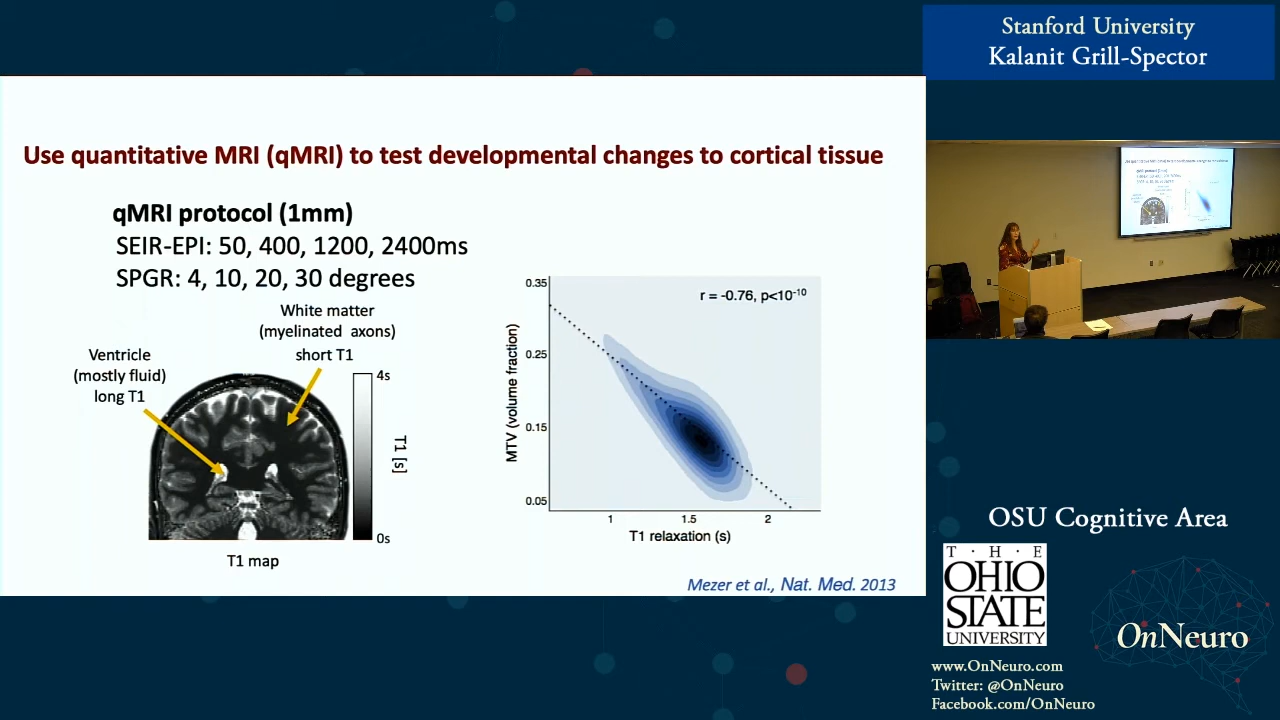 Stanford University
Kalanit Grill-Spector
Use quantitative MRI (qMRI) to test developmental changes to cortical tissue
qMRI protocol (1mm)
SEIR-EPI: 50, 400, 1200, 2400ms
SPGR: 4, 10, 20, 30 degrees
White matter
(myelinated axons)
short T1
Ventricle
(mostly fluid)
long T1
4s
T1 [s]
0s
T1 map
r = -0.76, p<10-10
MTV (volume fraction)
0.35
0.25
0.15
0.05
1
1.5
2
T1 relaxation (s)
Mezer et al., Nat. Med. 2013
OSU Cognitive Area
T · H · E
OHIO
STATE
UNIVERSITY
OnNeuro
www.OnNeuro.com
Twitter: @OnNeuro
Facebook.com/OnNeuro